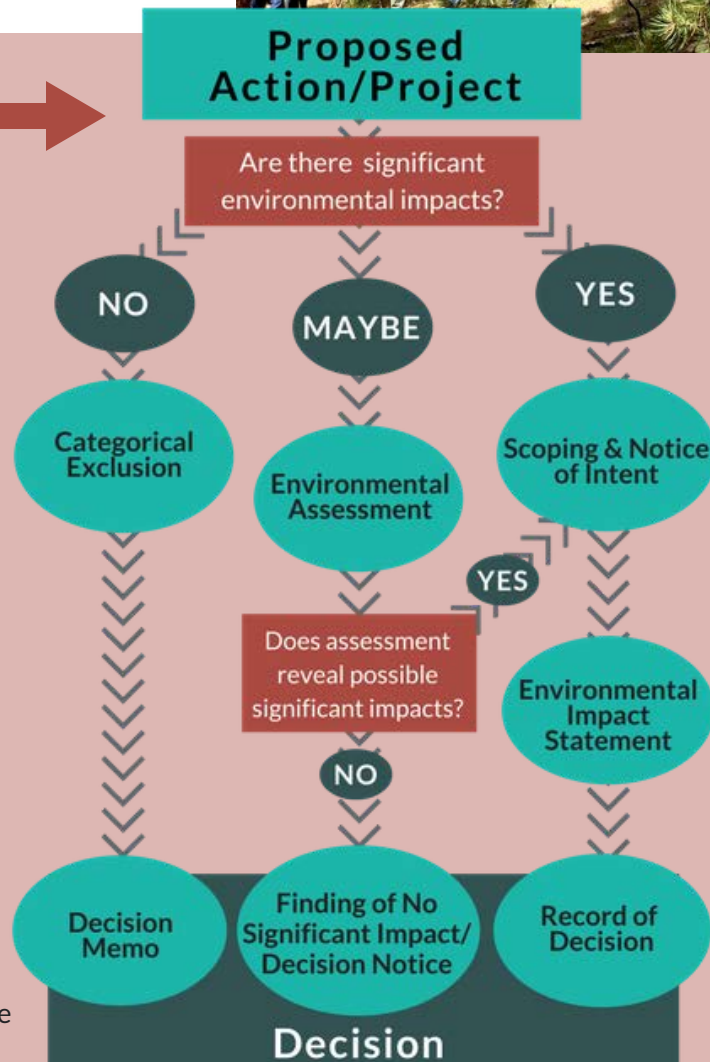 Proposed
Action/Project
Are there significant
environmental impacts?
NO
MAYBE
YES
Categorical
Exclusion
Environmental
Assessment
Scoping & Notice
of Intent
YES
Does assessment
reveal possible
significant impacts?
Environmental
Impact
Statement
NO
Decision
Memo
Finding of No
Significant Impact/
Decision Notice
Record of
Decision
e
Decision